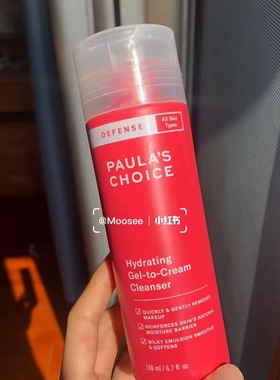 DEFENSE
All Skin
Types
PAULA'S
CHOICE
@Moosee | 小红书
Hydrating
Gel-to-Cream
Cleanser
QUICKLY & GENTLY REMOVES
MAKEUP
REINFORCES SKIN'S NATURAL
MOISTURE BARRIER
MILKY EMULSION SMOOTHS
& SOFTENS
198 ml / 6.7 fl. oz.